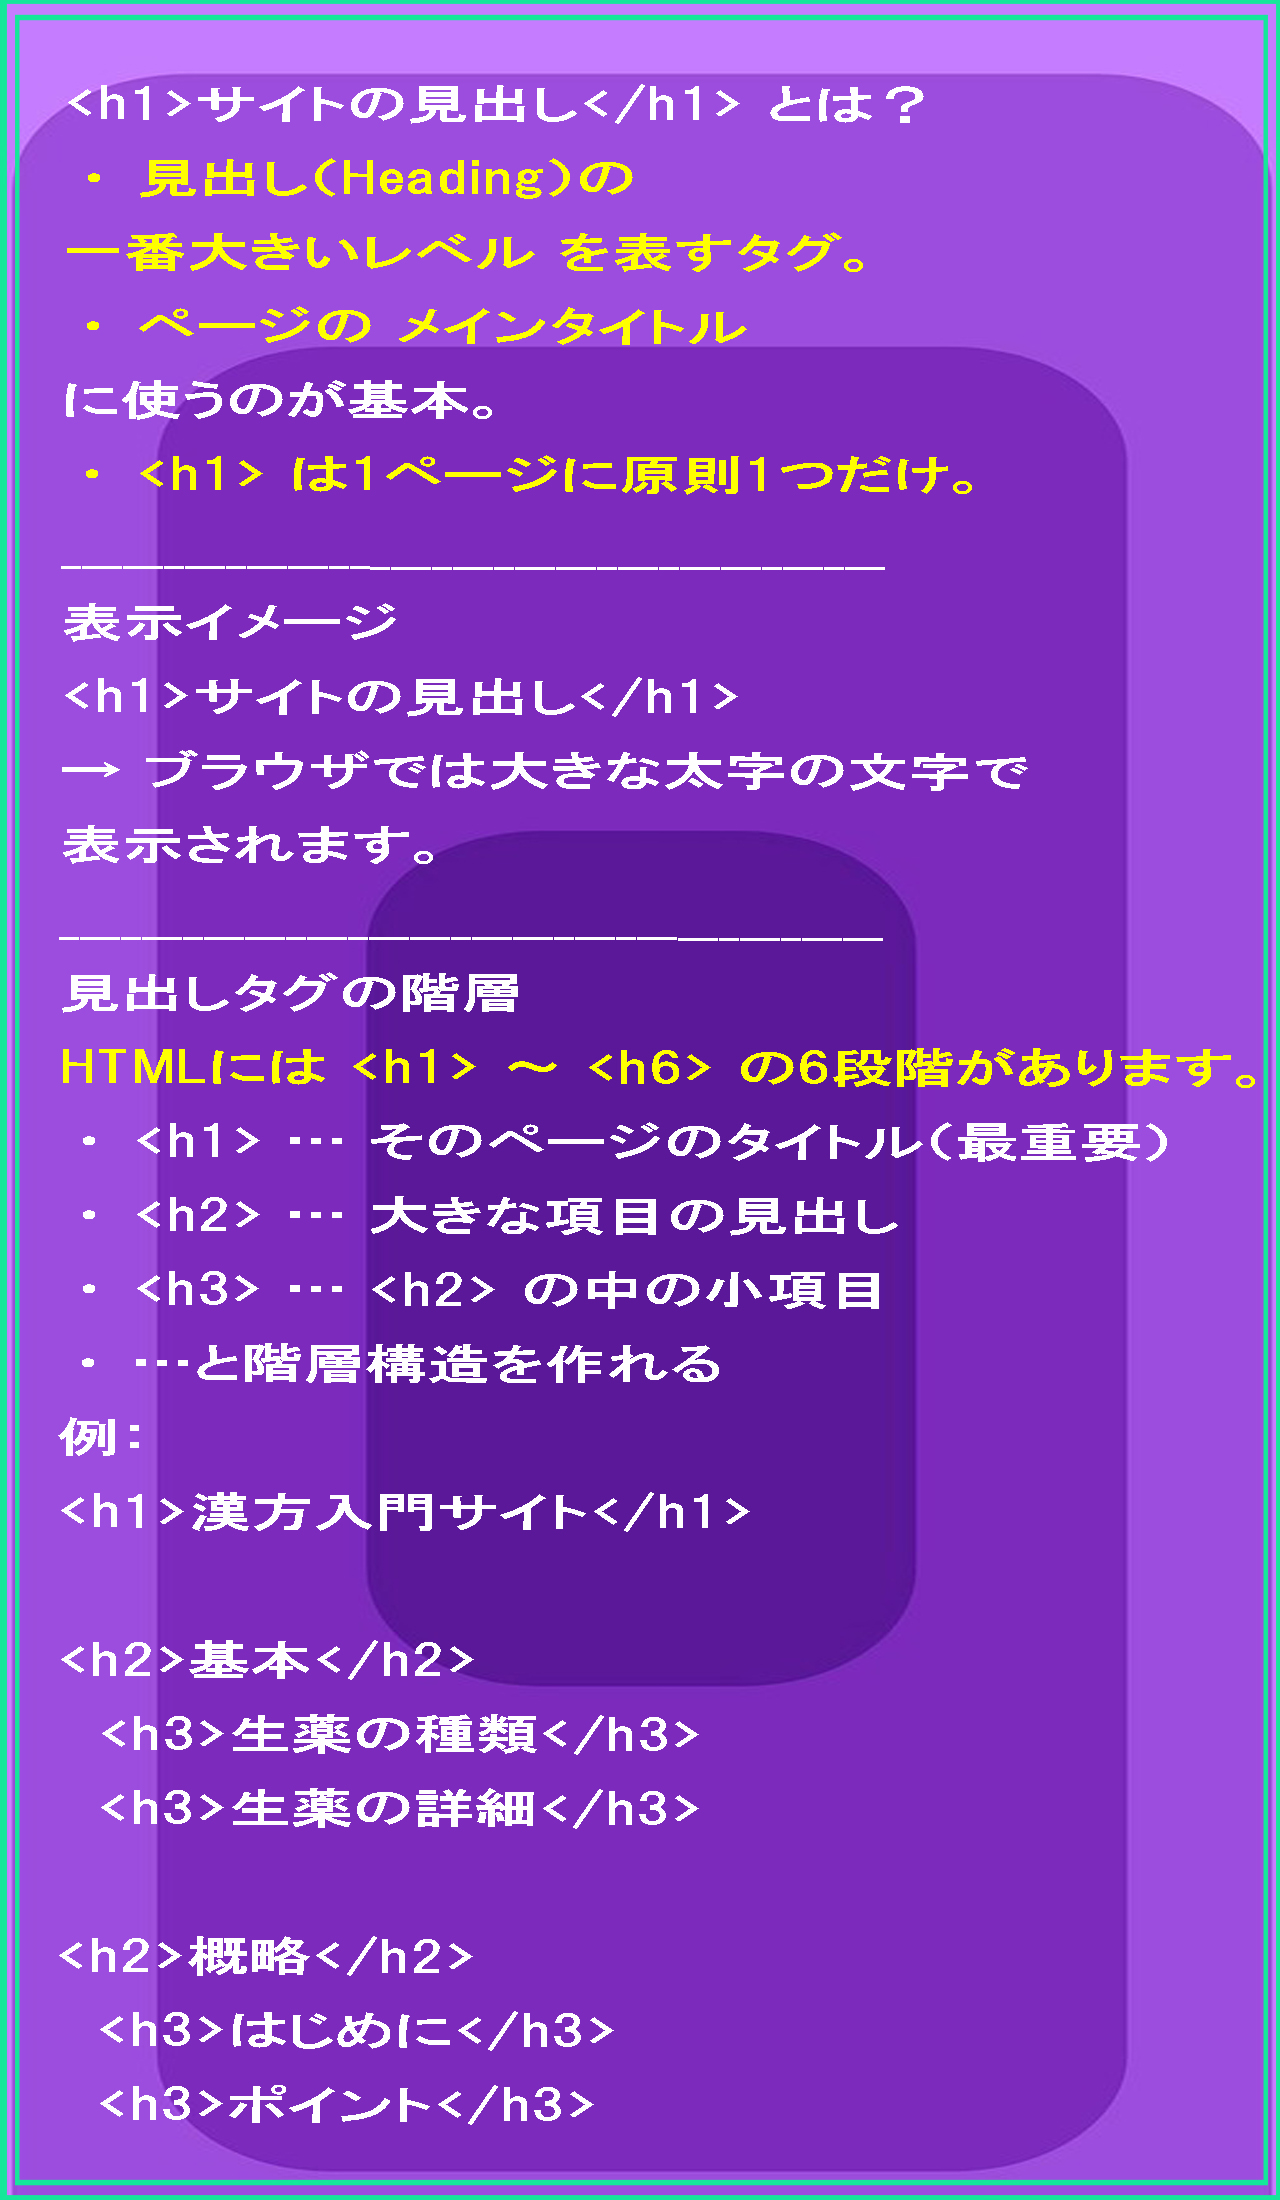 <h1>サイトの見出し</h1> とは？
・ 見出し（Heading）の
一番大きいレベル を表すタグ。
・ ページの メインタイトル
に使うのが基本。
・ <h1> は1ページに原則1つだけ。
________________________________________
表示イメージ
<h1>サイトの見出し</h1>
→ ブラウザでは大きな太字の文字で
表示されます。
________________________________________
見出しタグの階層
HTMLには <h1> ～ <h6> の6段階があります。
・ <h1> … そのページのタイトル（最重要）
・ <h2> … 大きな項目の見出し
・ <h3> … <h2> の中の小項目
・ …と階層構造を作れる
例：
<h1>漢方入門サイト</h1>
<h2>基本</h2>
<h3>生薬の種類</h3>
<h3>生薬の詳細</h3>
<h2>概略</h2>
<h3>はじめに</h3>
<h3>ポイント</h3>